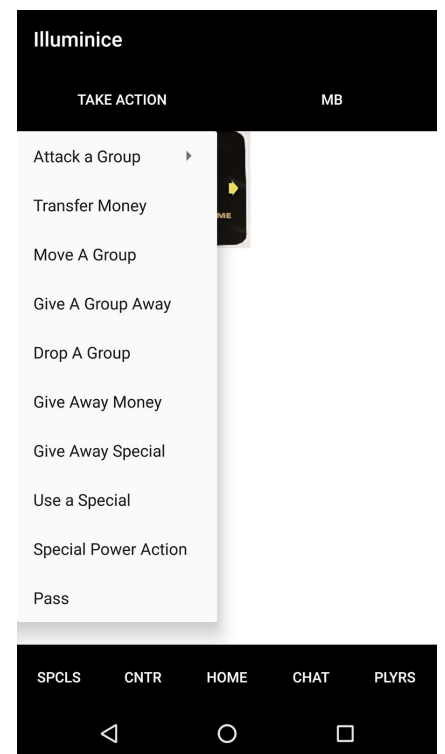 Illuminice
TAKE ACTION MB
Attack a Group
ME
Transfer Money
Move A Group
Give A Group Away
Drop A Group
Give Away Money
Give Away Special
Use a Special
Special Power Action
Pass
SPCLS CNTR HOME CHAT PLYRS